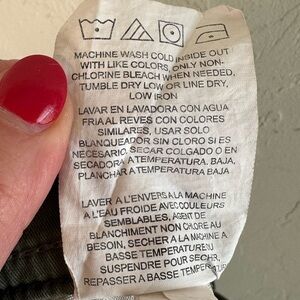 MACHINE WASH COLD INSIDE OUT
WITH LIKE COLORS, ONLY NON-
CHLORINE BLEACH WHEN NEEDED,
TUMBLE DRY LOW OR LINE DRY,
LOW IRON
LAVAR EN LAVADORA CON AGUA
FRIA AL REVES CON COLORES
SIMILARES, USAR SOLO
BLANQUEADOR SIN CLORO SI ES
NECESARIO, SECAR COLGADO O EN
SECADORA A TEMPERATURA BAJA,
PLANCHAR A TEMPERATURA BAJA
LAVER A L'ENVERS A LA MACHINE
A L'EAU FROIDE AVEC COULEURS
SEMBLABLES, AGENT DE
BLANCHIMENT NON CHLORE AU
BESOIN, SECHER A LA MACHINE A
BASSE TEMPERATURE OU
SUSPENDRE POUR SECHER,
REPASSER A BASSE TEMPERATURE